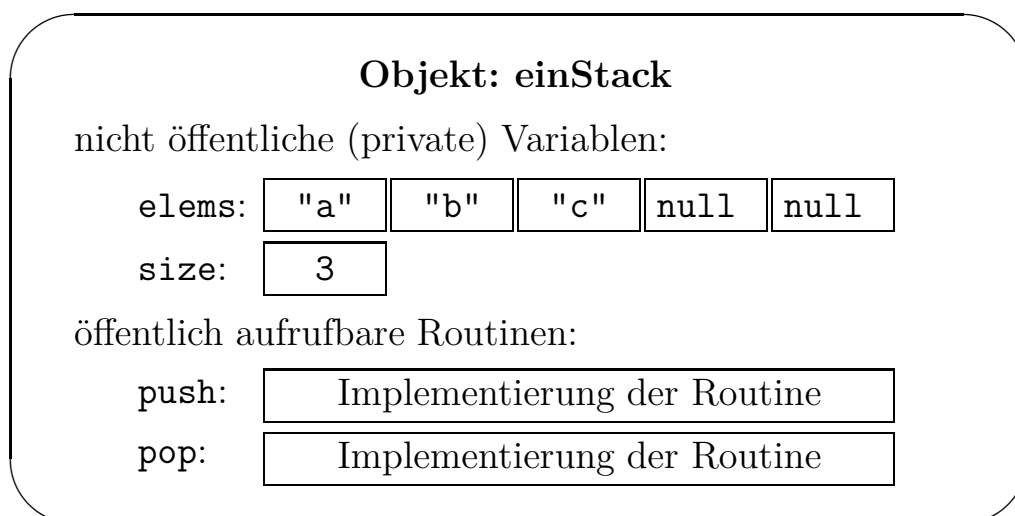 Objekt: einStack
nicht öffentliche (private) Variablen:
elems: "a" "b" "c" null null
size: 3
öffentlich aufrufbare Routinen:
push: Implementierung der Routine
pop: Implementierung der Routine